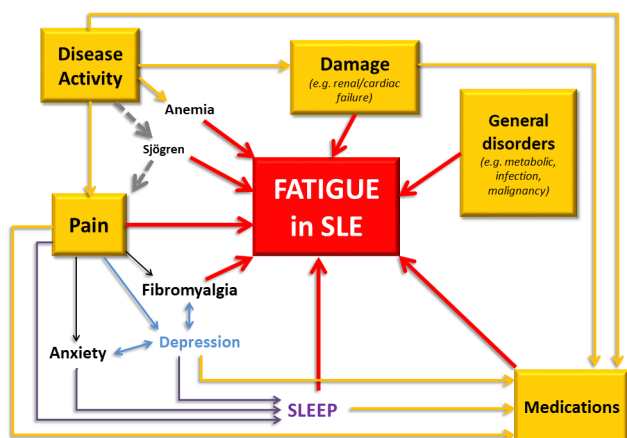 Disease
Activity
Damage
(e.g. renal/cardiac
failure)
Anemia
General
disorders
(e.g. metabolic,
infection,
malignancy)
Sjögren
FATIGUE
in SLE
Pain
Fibromyalgia
Depression
Anxiety
SLEEP
Medications